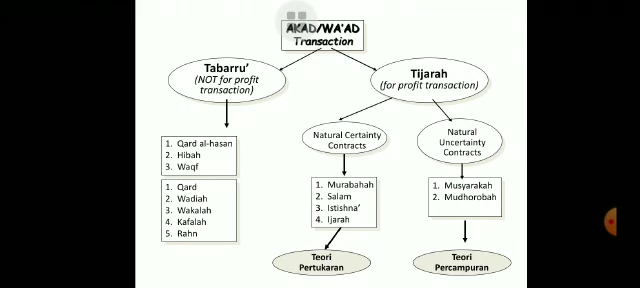 AKAD/WA'AD
Transaction
Tabarru'
(NOT for profit
transaction)
Tijarah
(for profit transaction)
1. Qard al-hasan
2. Hibah
3. Waqf
1. Qard
2. Wadiah
3. Wakalah
4. Kafalah
5. Rahn
Natural Certainty
Contracts
Natural
Uncertainty
Contracts
1. Murabahah
2. Salam
3. Istishna'
4. Ijarah
1. Musyarakah
2. Mudhorobah
Teori
Pertukaran
Teori
Percampuran